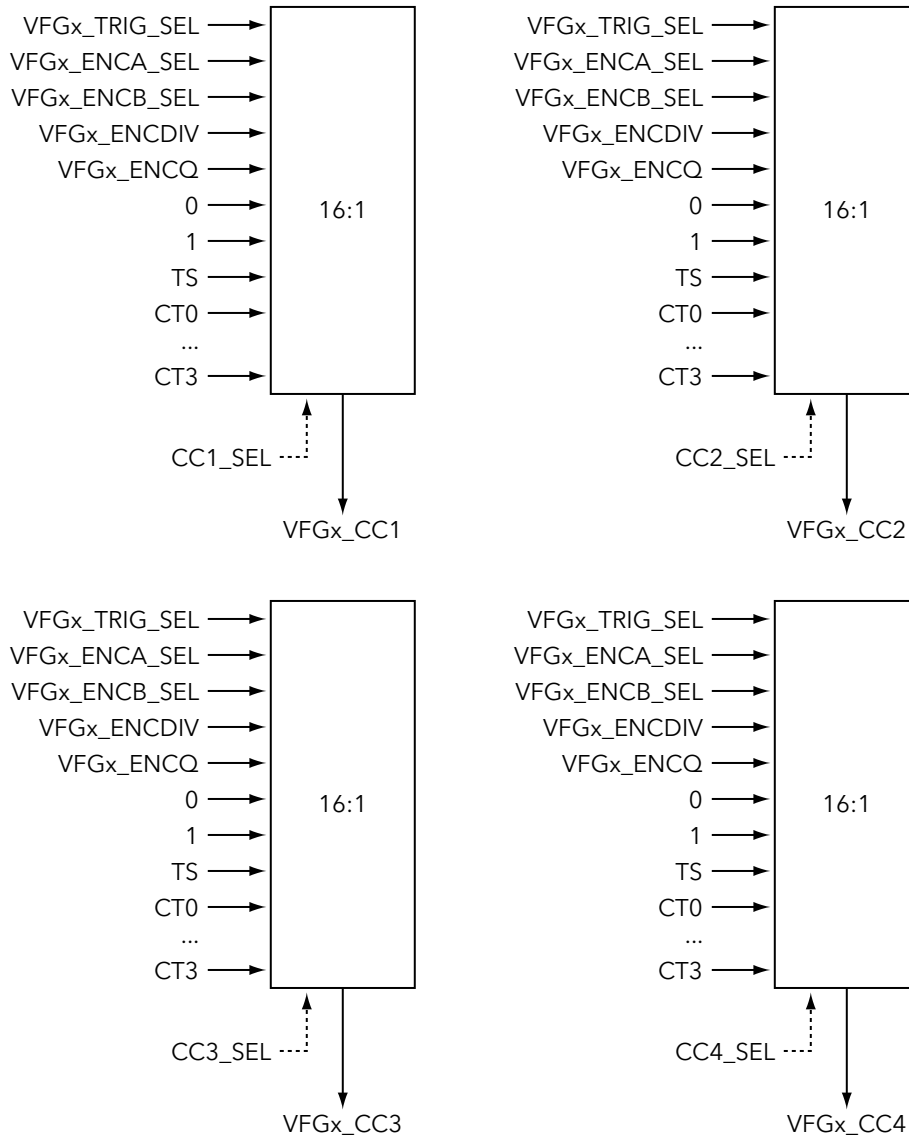 VFGx_TRIG_SEL
VFGx_ENCA_SEL
VFGx_ENCB_SEL
VFGx_ENCDIV
VFGx_ENCQ
0
1
TS
CT0
...
CT3
16:1
CC1_SEL
VFGx_CC1
VFGx_TRIG_SEL
VFGx_ENCA_SEL
VFGx_ENCB_SEL
VFGx_ENCDIV
VFGx_ENCQ
0
1
TS
CT0
...
CT3
16:1
CC2_SEL
VFGx_CC2
VFGx_TRIG_SEL
VFGx_ENCA_SEL
VFGx_ENCB_SEL
VFGx_ENCDIV
VFGx_ENCQ
0
1
TS
CT0
...
CT3
16:1
CC3_SEL
VFGx_CC3
VFGx_TRIG_SEL
VFGx_ENCA_SEL
VFGx_ENCB_SEL
VFGx_ENCDIV
VFGx_ENCQ
0
1
TS
CT0
...
CT3
16:1
CC4_SEL
VFGx_CC4